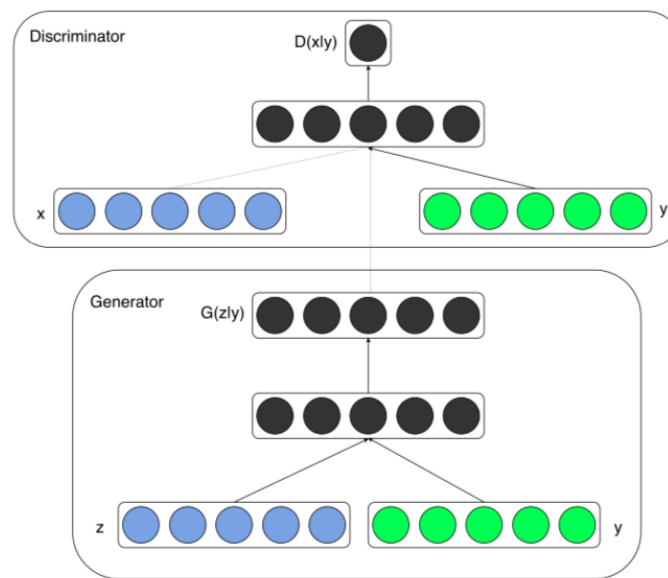 Discriminator
D(x|y)
x
y
Generator
G(z|y)
z
y